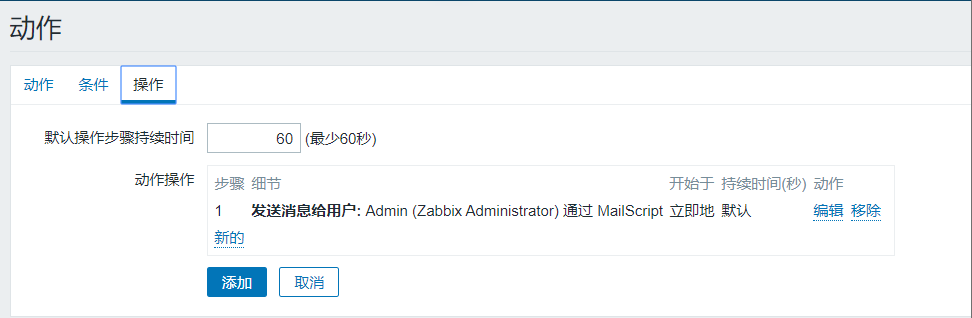 动作
动作 条件 操作
默认操作步骤持续时间 60 (最少60秒)
动作操作 步骤 细节 开始于 持续时间(秒) 动作
1 发送消息给用户: Admin (Zabbix Administrator) 通过 MailScript 立即地 默认 编辑 移除
新的
添加 取消